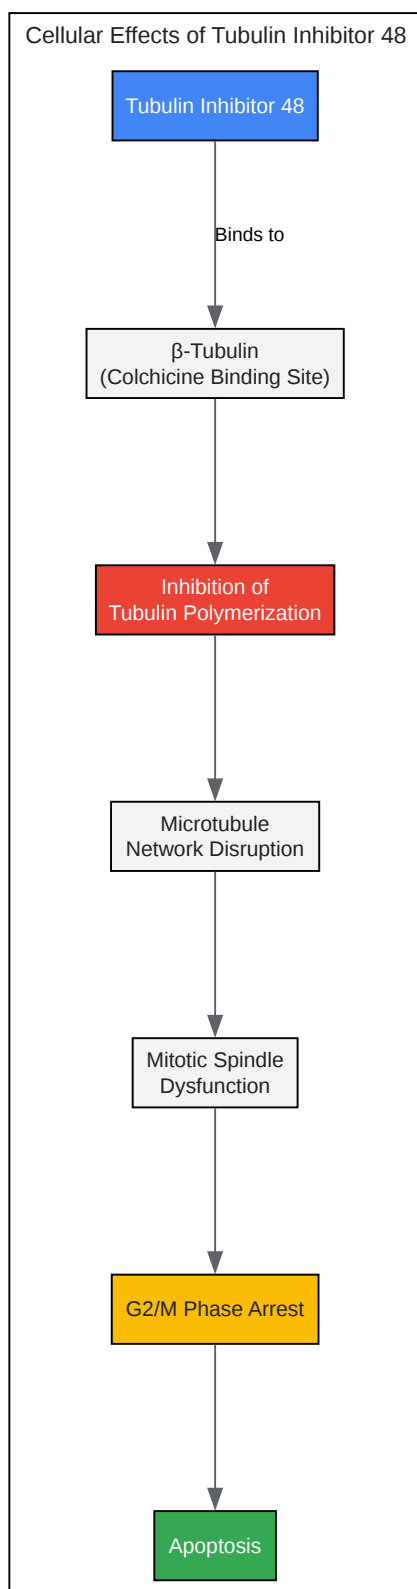 Cellular Effects of Tubulin Inhibitor 48
Tubulin Inhibitor 48
Binds to
β-Tubulin
(Colchicine Binding Site)
Inhibition of
Tubulin Polymerization
Microtubule
Network Disruption
Mitotic Spindle
Dysfunction
G2/M Phase Arrest
Apoptosis